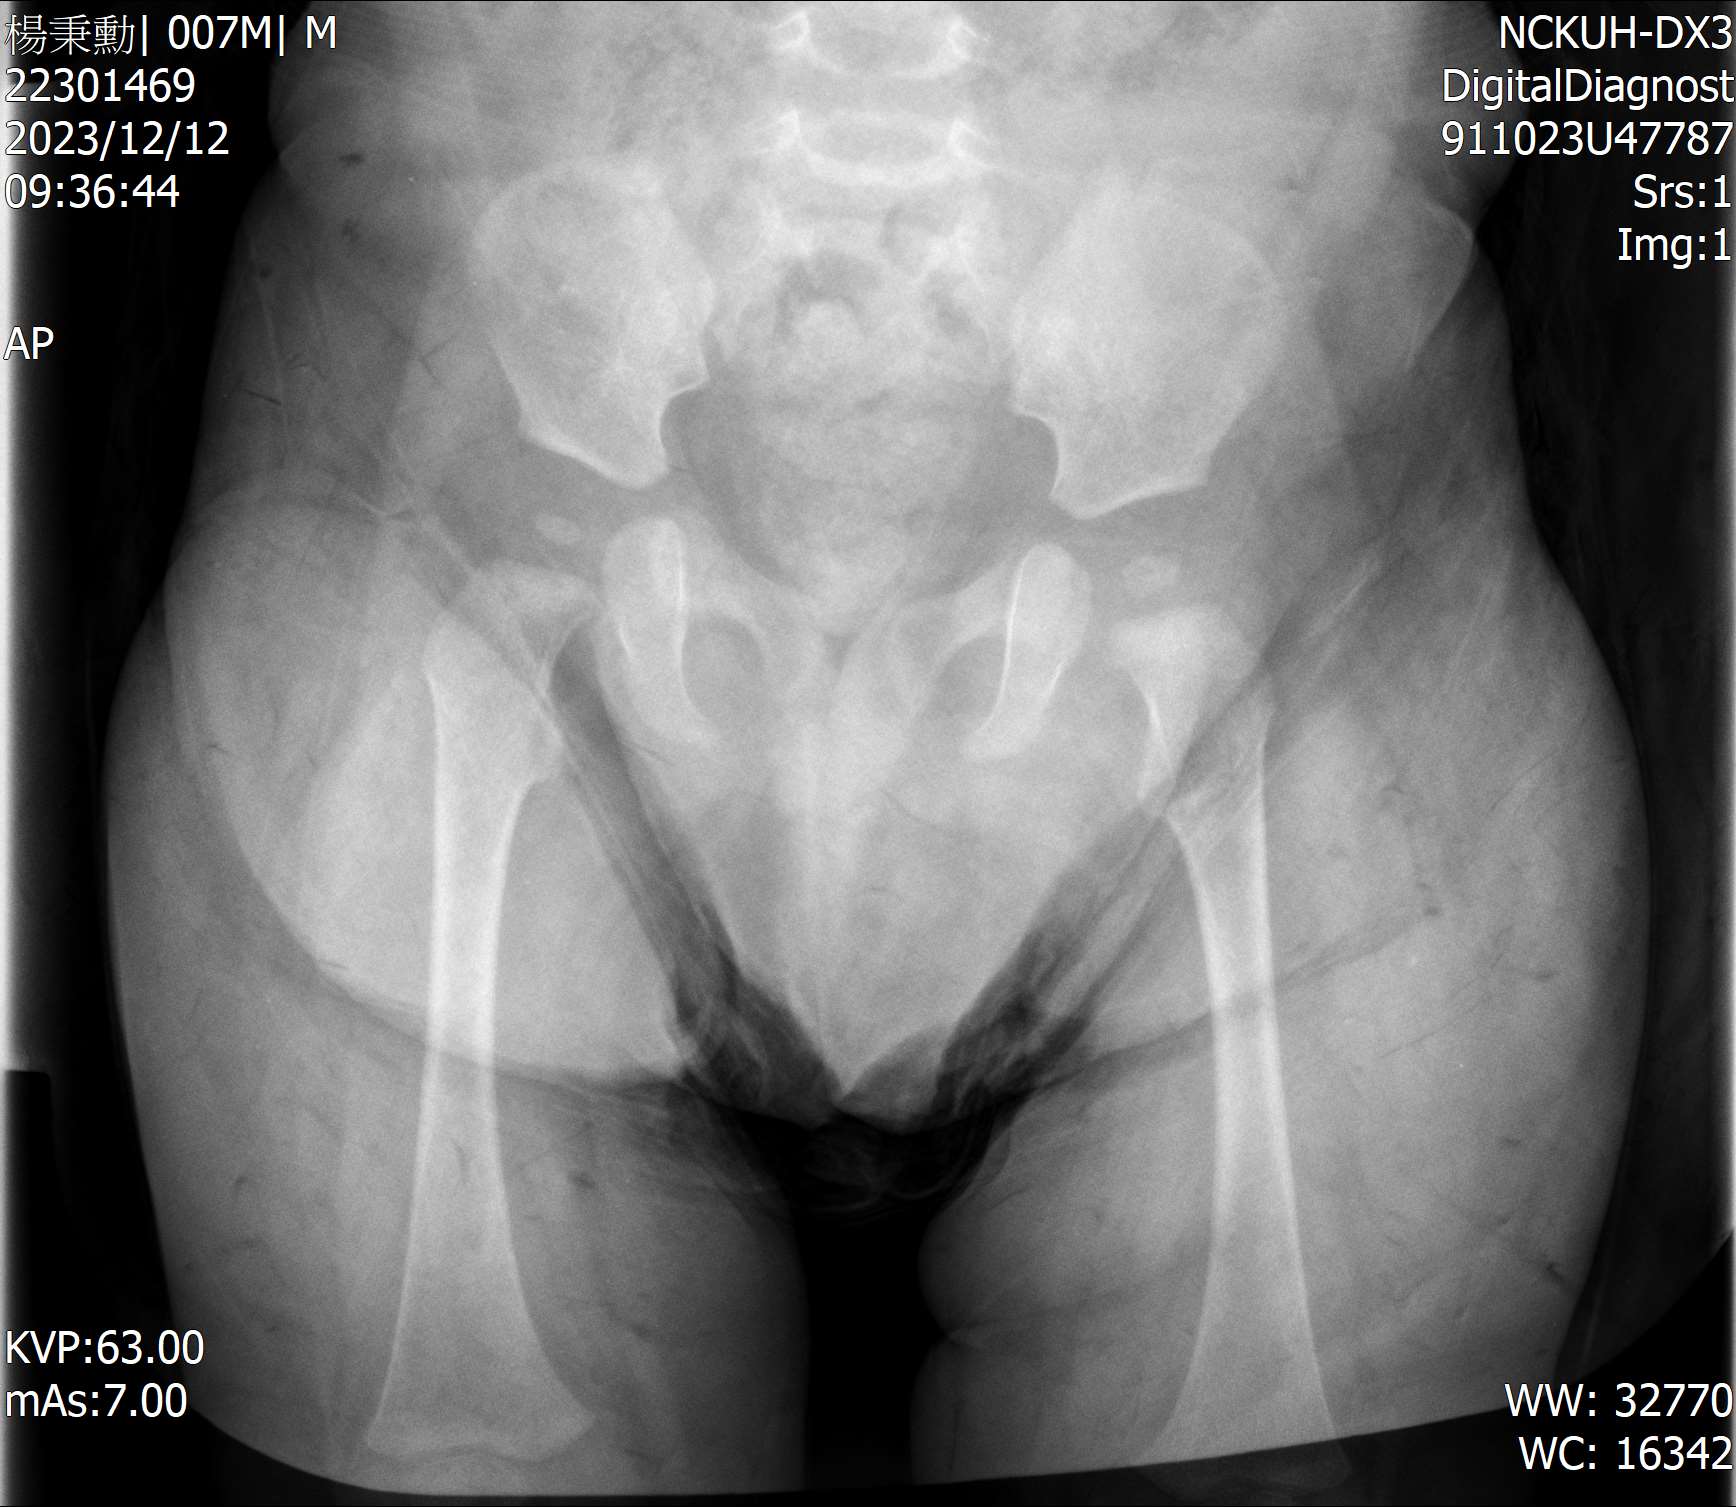 楊秉勳| 007M| M
22301469
2023/12/12
09:36:44
AP
NCKUH-DX3
DigitalDiagnost
911023U47787
Srs:1
Img:1
KVP:63.00
mAs:7.00
WW: 32770
WC: 16342